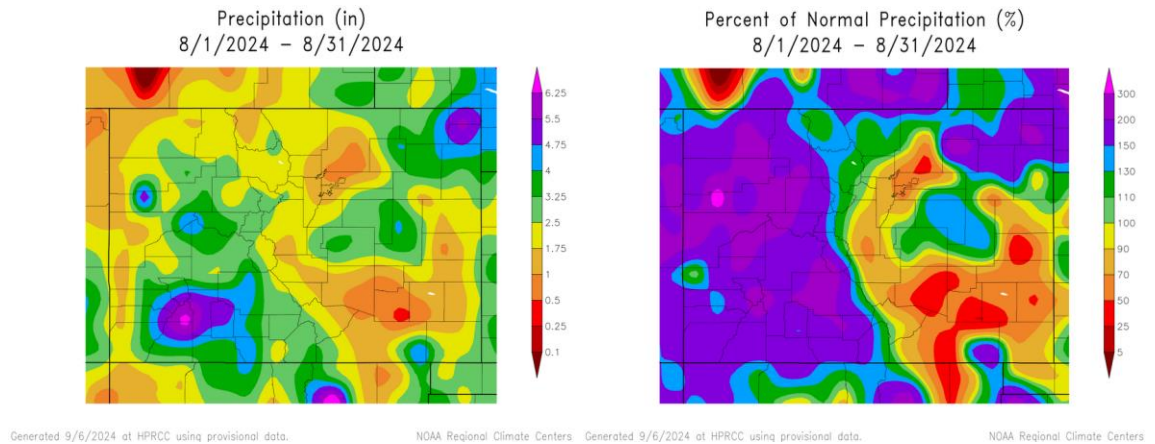 Precipitation (in)
8/1/2024 – 8/31/2024
6.25
5.5
4
3.25
2.5
1.75
1
0.5
0.25
0.1
Generated 9/6/2024 at HPRCC using provisional data.
NOAA Regional Climate Centers
Percent of Normal Precipitation (%)
8/1/2024 – 8/31/2024
300
200
150
130
110
100
90
70
50
25
5
Generated 9/6/2024 at HPRCC using provisional data.
NOAA Regional Climate Centers